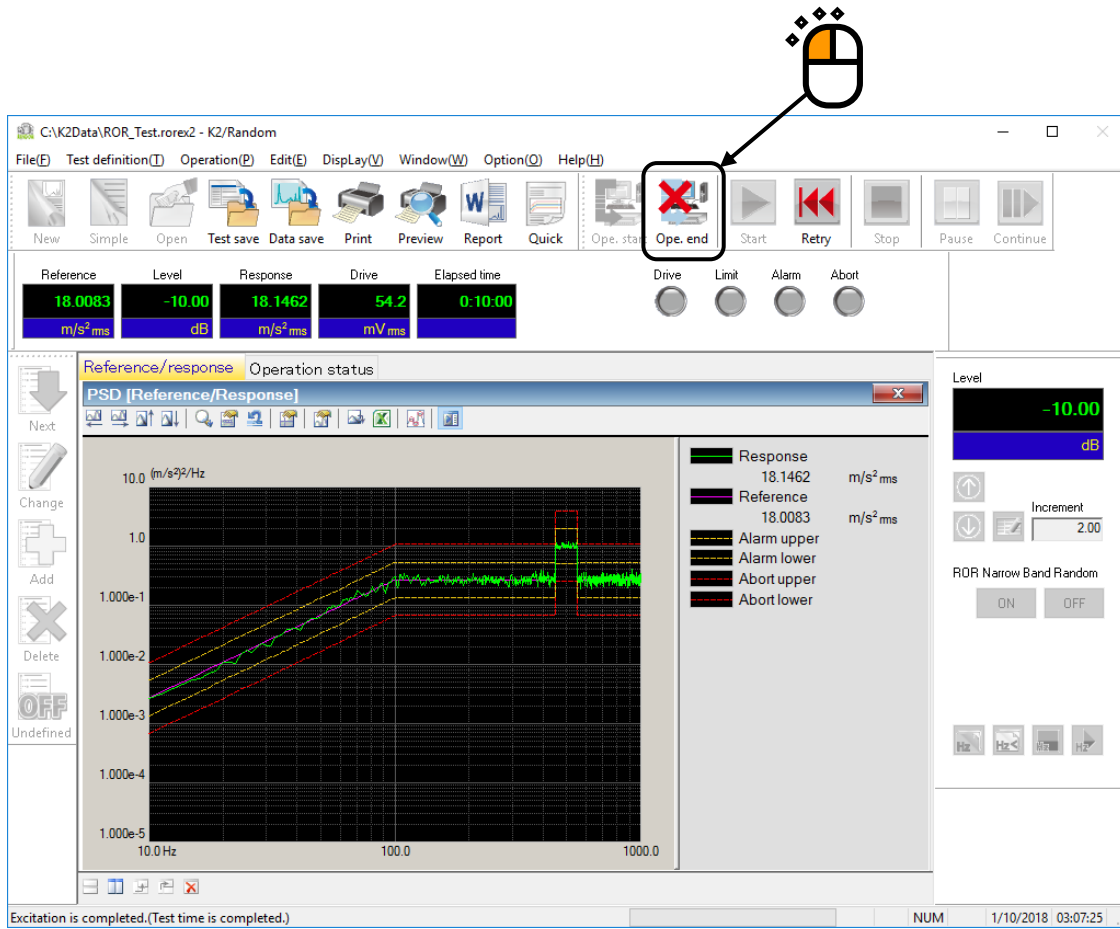 C:\K2Data\ROR_Test.rorex2 - K2/Random
File(F) Test definition(T) Operation(P) Edit(E) DispLay(V) Window(W) Option(O) Help(H)
New Simple Open Test save Data save Print Preview Report Quick Ope. start Ope. end Start Retry Stop Pause Continue
Reference Level Response Drive Elapsed time Drive Limit Alarm Abort
18.0083 -10.00 18.1462 54.2 0:10:00
m/s² rms dB m/s² rms mV rms
Reference/response Operation status
PSD [Reference/Response]
Next
Change
Add
Delete
OFF
Undefined
(m/s²)²/Hz
10.0
1.0
1.000e-1
1.000e-2
1.000e-3
1.000e-4
1.000e-5
10.0 Hz 100.0 1000.0
Response
18.1462 m/s² rms
Reference
18.0083 m/s² rms
Alarm upper
Alarm lower
Abort upper
Abort lower
Level
-10.00
dB
Increment
2.00
ROR Narrow Band Random
ON OFF
Hz Hz< Hz Hz
Excitation is completed.(Test time is completed.) NUM 1/10/2018 03:07:25